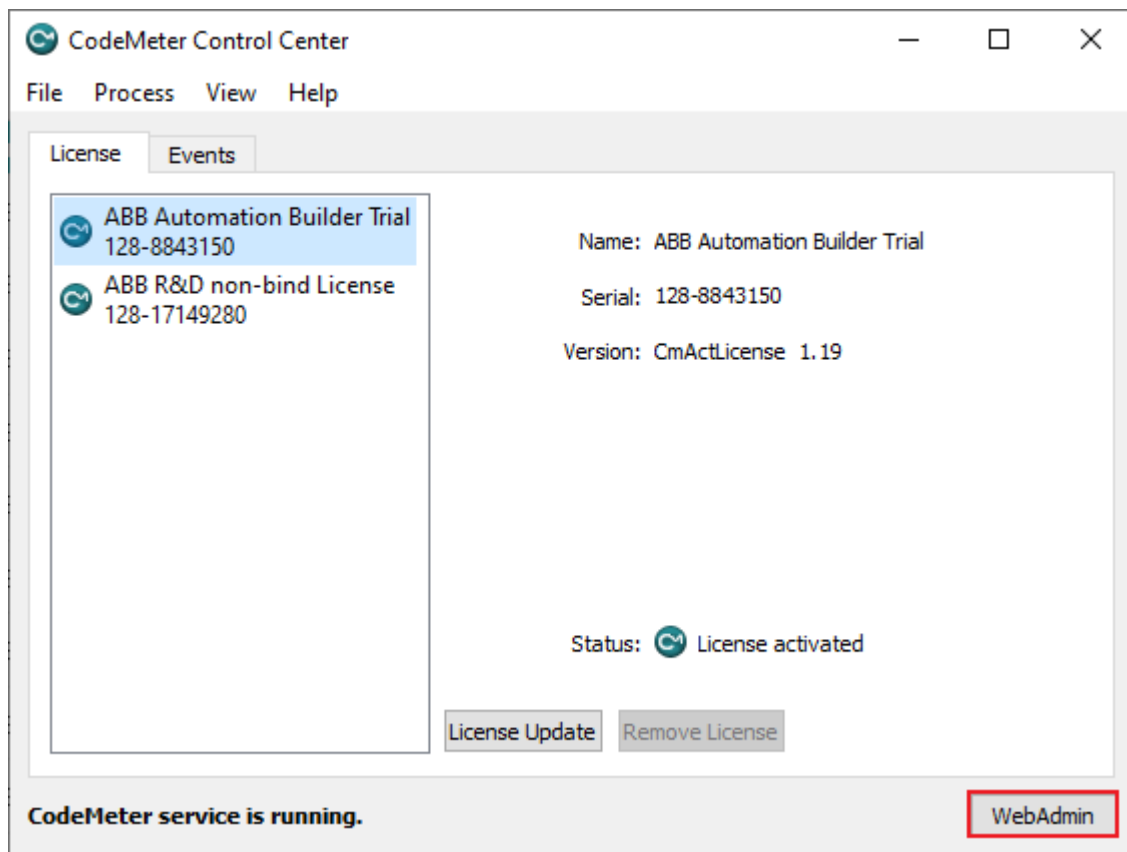 CodeMeter Control Center
File Process View Help
License Events
ABB Automation Builder Trial
128-8843150
ABB R&D non-bind License
128-17149280
Name: ABB Automation Builder Trial
Serial: 128-8843150
Version: CmActLicense 1.19
Status: License activated
License Update Remove License
CodeMeter service is running.
WebAdmin